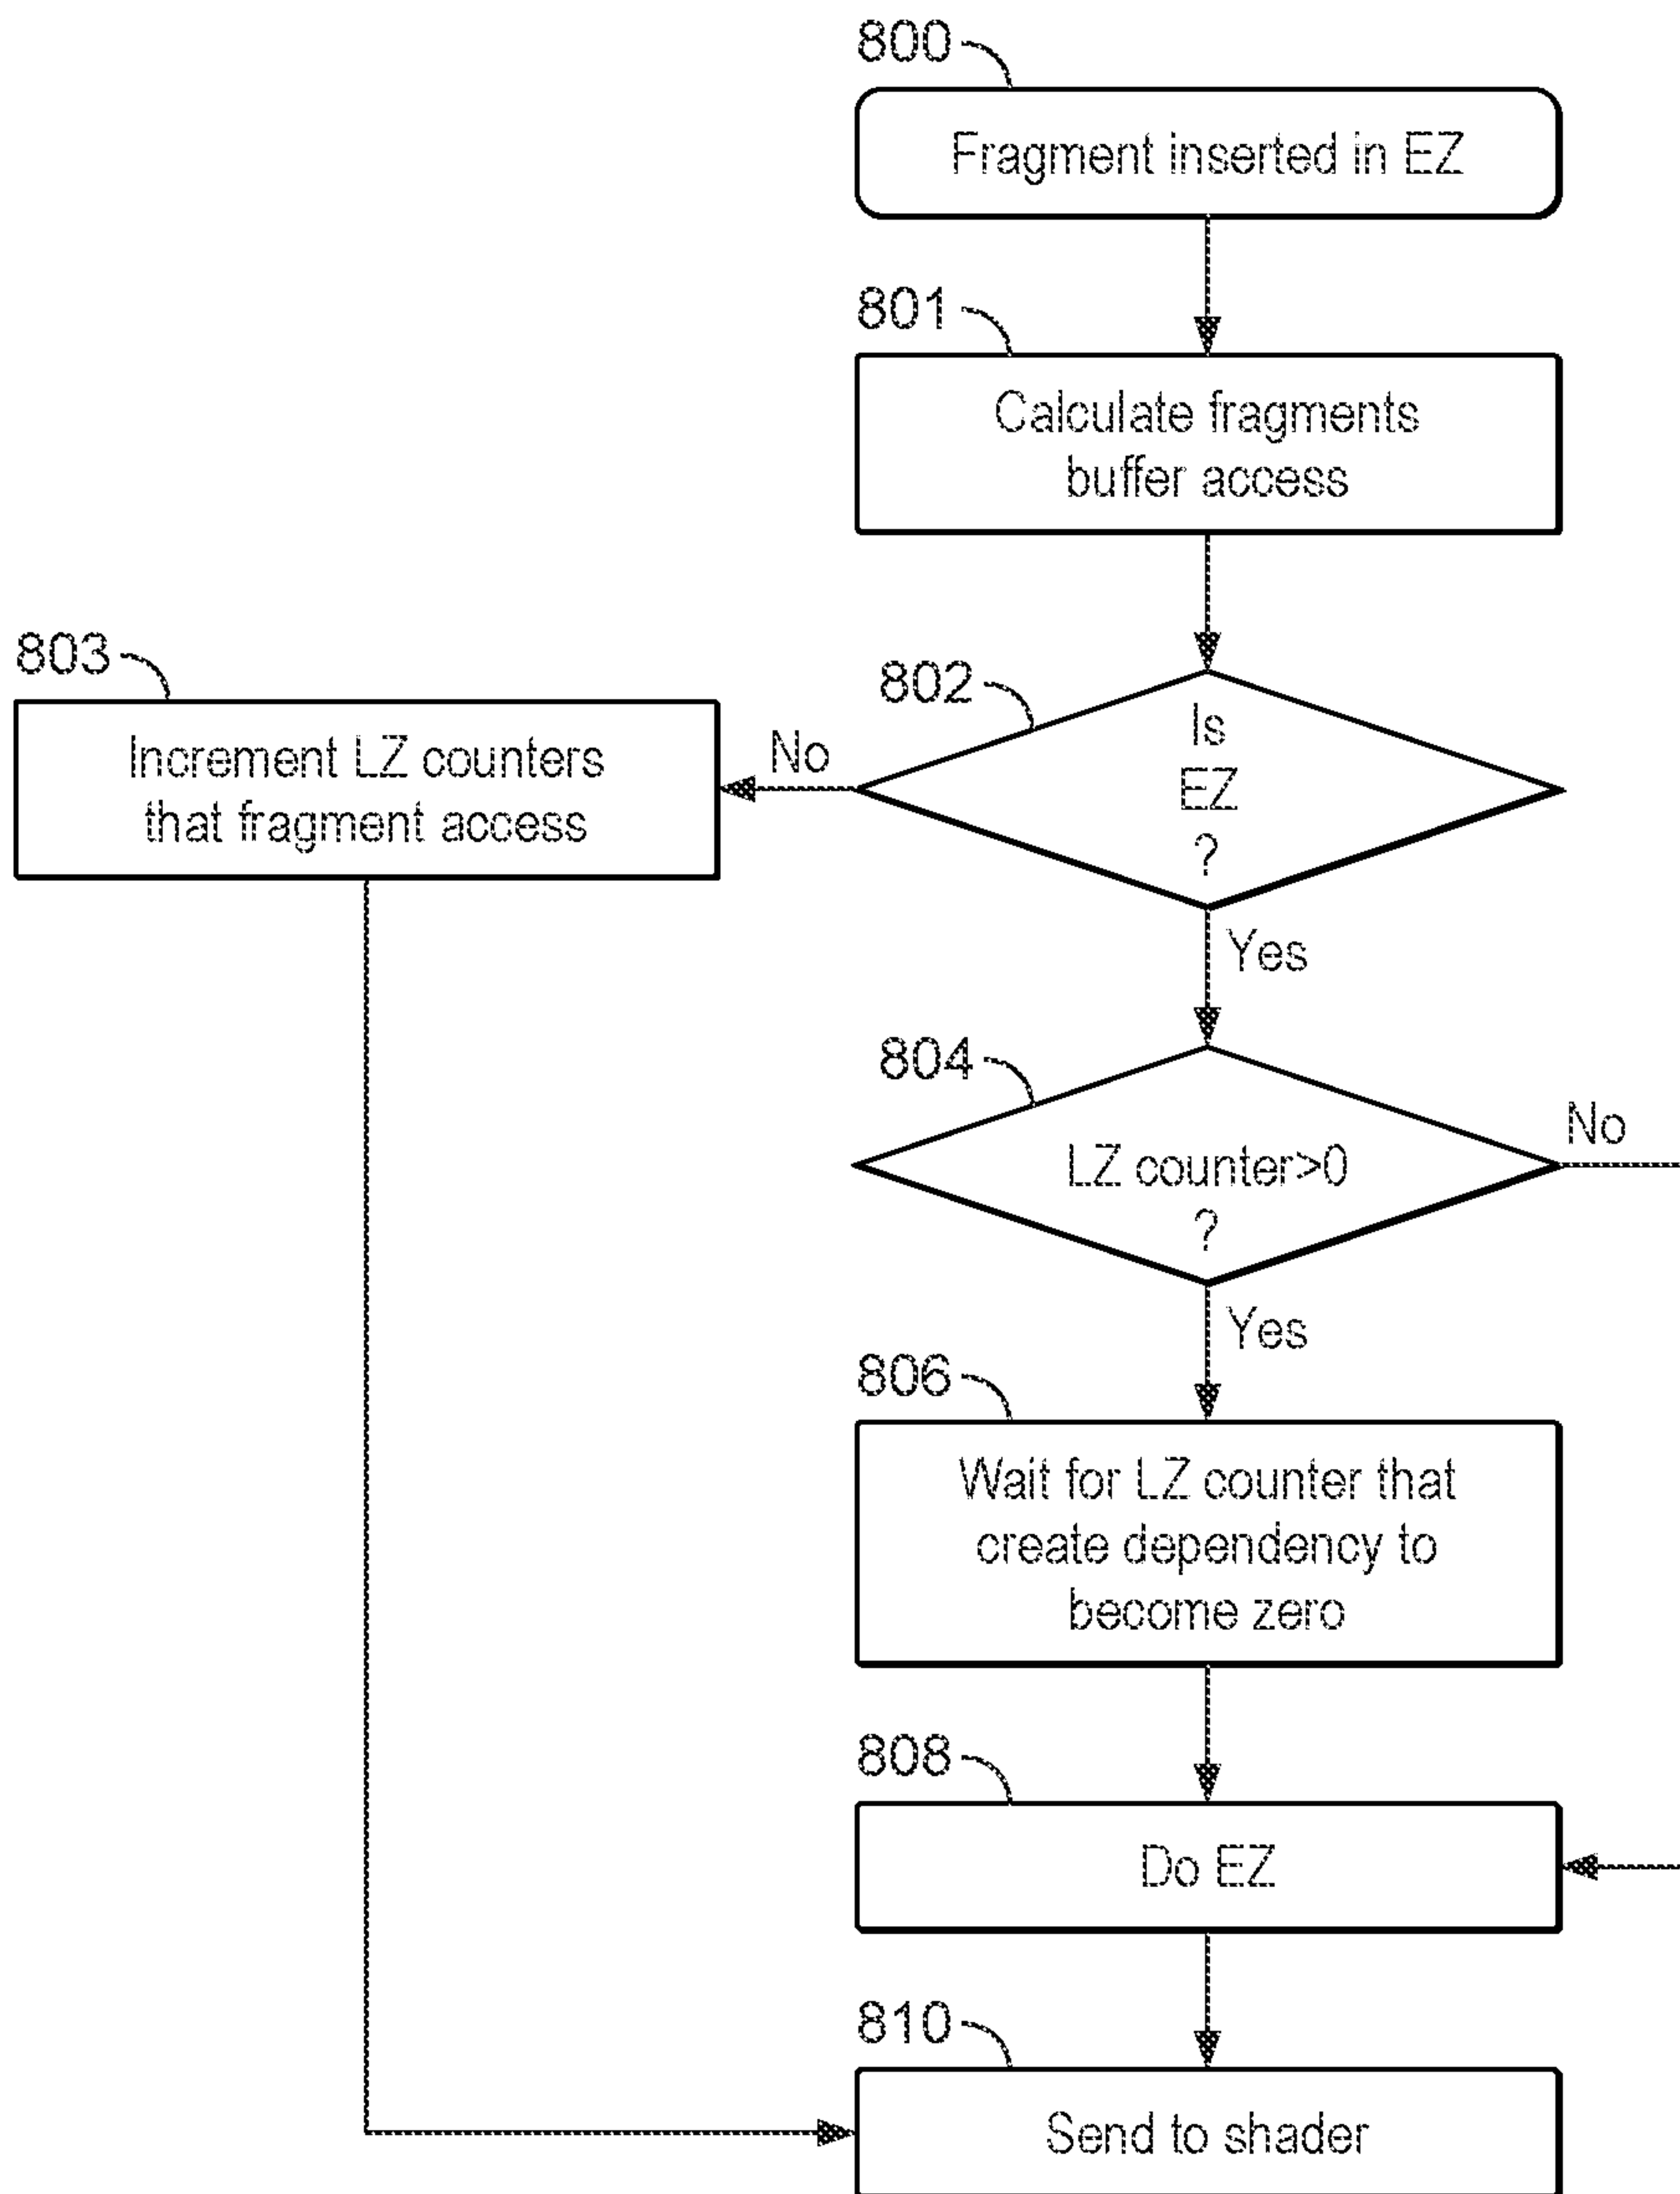 800
Fragment inserted in EZ
801
Calculate fragments
buffer access
803
802
Increment LZ counters
that fragment access
No
Is
EZ
?
Yes
804
LZ counter>0
?
No
Yes
806
Wait for LZ counter that
create dependency to
become zero
808
Do EZ
810
Send to shader